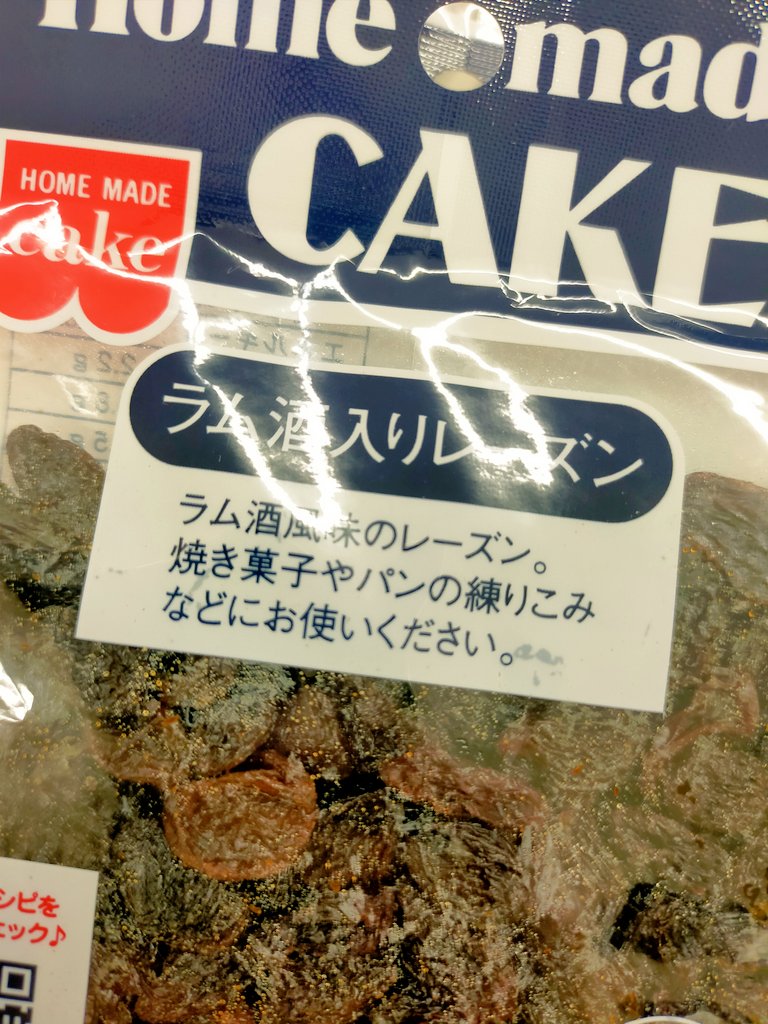 Home made
CAKE
HOME MADE
cake
ラム酒入りレーズン
ラム酒風味のレーズン。
焼き菓子やパンの練りこみ
などにお使いください。
シピを
ェック♪